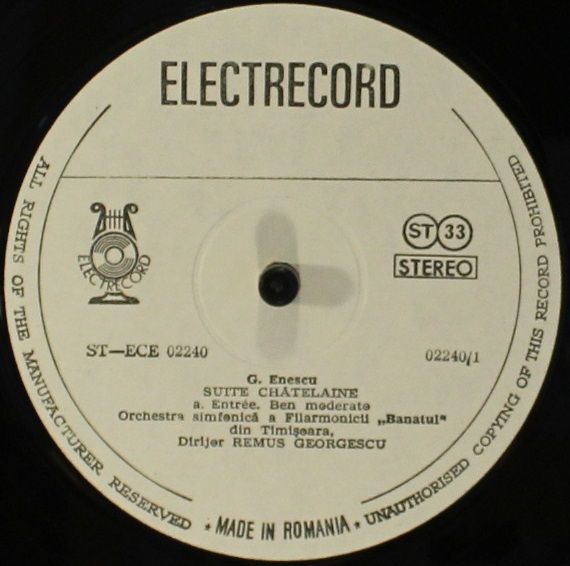 ELECTRECORD
ELECTRECORD
ST 33
STEREO
ST—ECE 02240
02240/1
G. Enescu
SUITE CHÂTELAINE
a. Entrée. Ben moderato
Orchestra simfonică a Filarmonicii „Banatul"
din Timişoara,
Dirijor REMUS GEORGESCU
ALL RIGHTS OF THE MANUFACTURER RESERVED ★ MADE IN ROMANIA ★ UNAUTHORISED COPYING OF THIS RECORD PROHIBITED